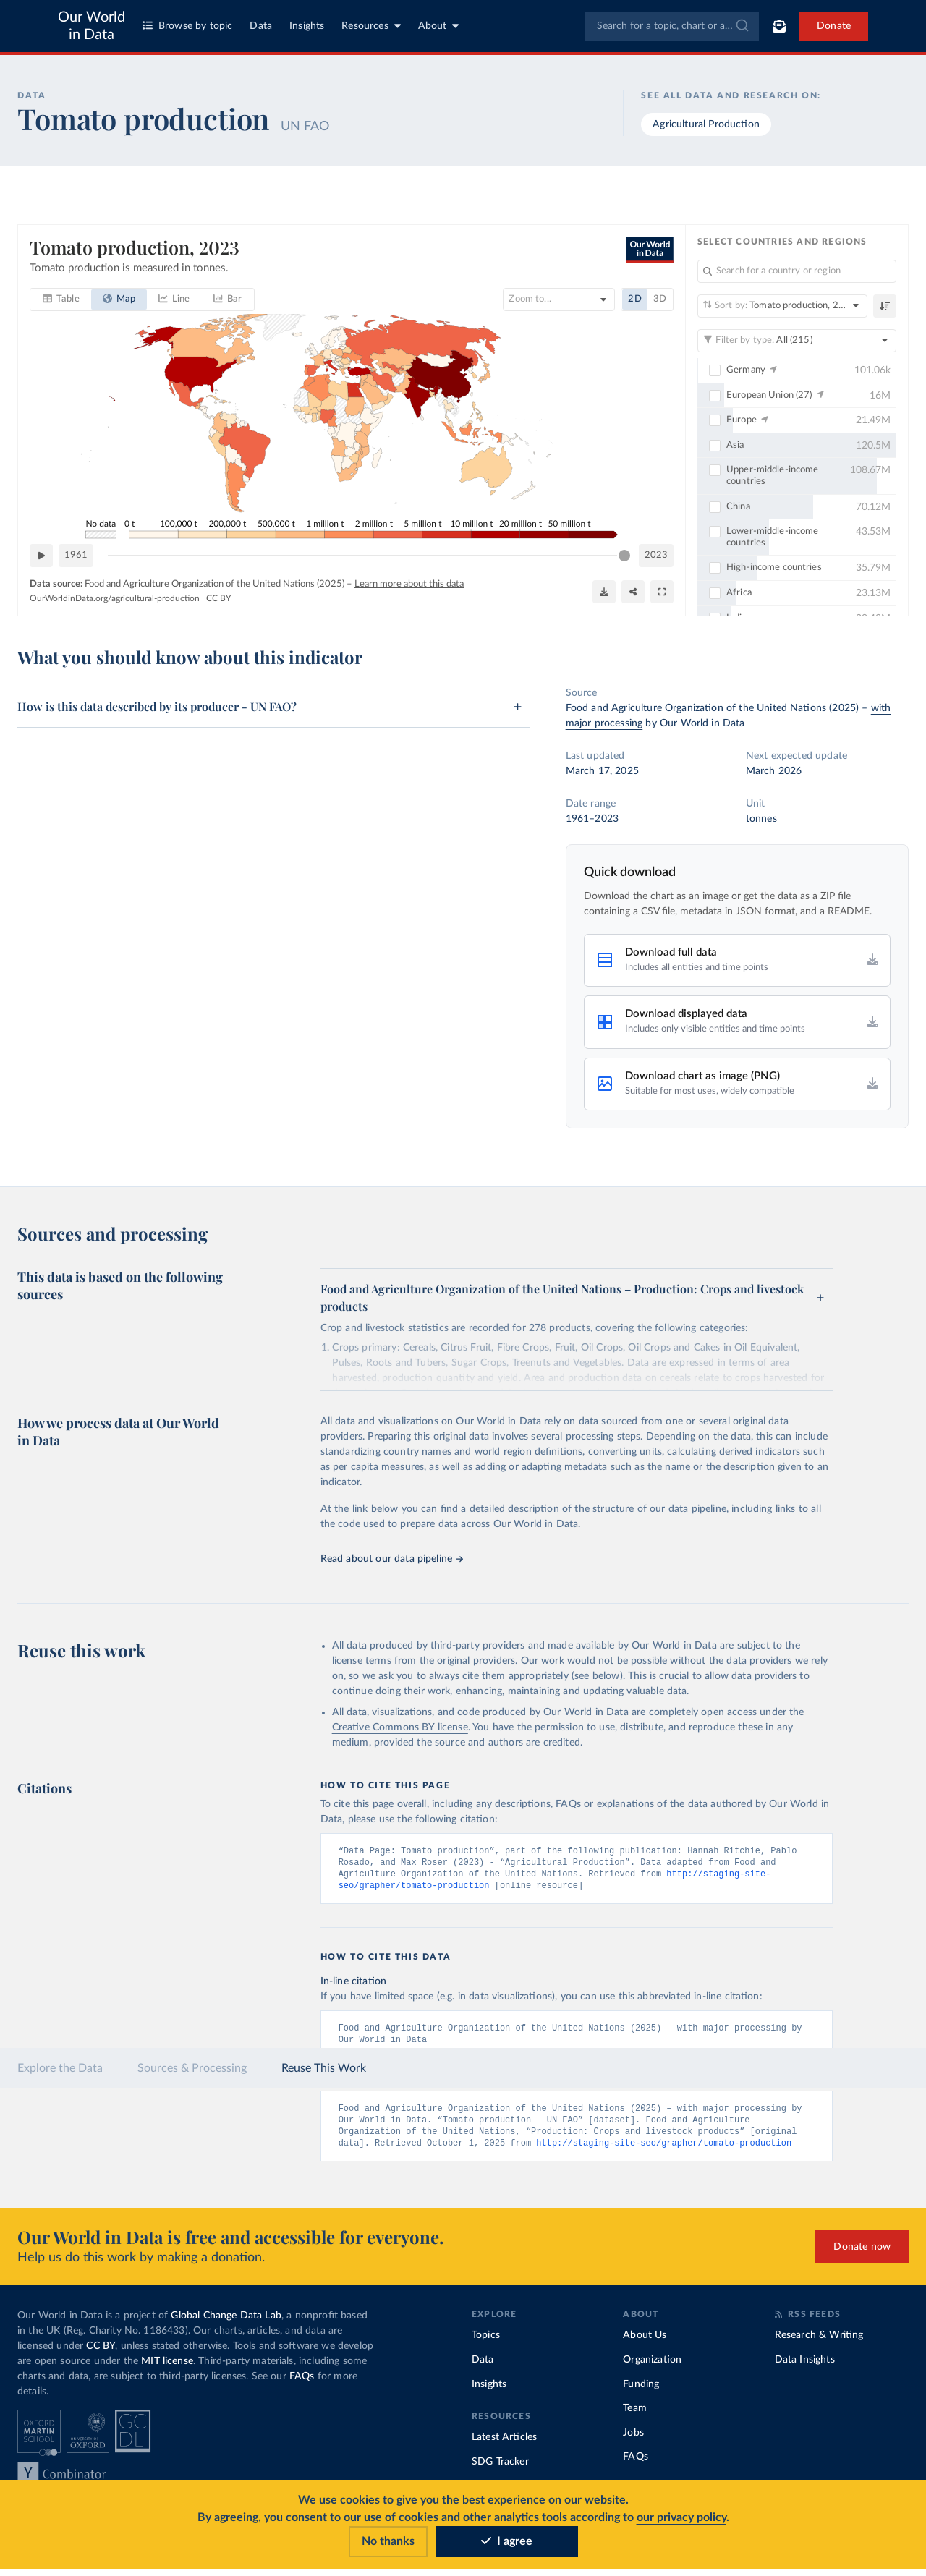 Our World
in Data
Browse by topic
Data
Insights
Resources
About
Search for a topic, chart or a...
Donate
DATA
Tomato production UN FAO
SEE ALL DATA AND RESEARCH ON:
Agricultural Production
Tomato production, 2023
Tomato production is measured in tonnes.
Our World
in Data
Table
Map
Line
Bar
Zoom to...
2D
3D
No data
0 t
100,000 t
200,000 t
500,000 t
1 million t
2 million t
5 million t
10 million t
20 million t
50 million t
1961
2023
Data source: Food and Agriculture Organization of the United Nations (2025) – Learn more about this data
OurWorldinData.org/agricultural-production | CC BY
SELECT COUNTRIES AND REGIONS
Search for a country or region
Sort by: Tomato production, 2...
Filter by type: All (215)
Germany 101.06k
European Union (27) 16M
Europe 21.49M
Asia 120.5M
Upper-middle-income
countries 108.67M
China 70.12M
Lower-middle-income
countries 43.53M
High-income countries 35.79M
Africa 23.13M
What you should know about this indicator
How is this data described by its producer - UN FAO?
Source
Food and Agriculture Organization of the United Nations (2025) – with
major processing by Our World in Data
Last updated
March 17, 2025
Next expected update
March 2026
Date range
1961–2023
Unit
tonnes
Quick download
Download the chart as an image or get the data as a ZIP file
containing a CSV file, metadata in JSON format, and a README.
Download full data
Includes all entities and time points
Download displayed data
Includes only visible entities and time points
Download chart as image (PNG)
Suitable for most uses, widely compatible
Sources and processing
This data is based on the following
sources
Food and Agriculture Organization of the United Nations – Production: Crops and livestock
products
Crop and livestock statistics are recorded for 278 products, covering the following categories:
1. Crops primary: Cereals, Citrus Fruit, Fibre Crops, Fruit, Oil Crops, Oil Crops and Cakes in Oil Equivalent,
Pulses, Roots and Tubers, Sugar Crops, Treenuts and Vegetables. Data are expressed in terms of area
harvested, production quantity and yield. Area and production data on cereals relate to crops harvested for
How we process data at Our World
in Data
All data and visualizations on Our World in Data rely on data sourced from one or several original data
providers. Preparing this original data involves several processing steps. Depending on the data, this can include
standardizing country names and world region definitions, converting units, calculating derived indicators such
as per capita measures, as well as adding or adapting metadata such as the name or the description given to an
indicator.
At the link below you can find a detailed description of the structure of our data pipeline, including links to all
the code used to prepare data across Our World in Data.
Read about our data pipeline →
Reuse this work
• All data produced by third-party providers and made available by Our World in Data are subject to the
license terms from the original providers. Our work would not be possible without the data providers we rely
on, so we ask you to always cite them appropriately (see below). This is crucial to allow data providers to
continue doing their work, enhancing, maintaining and updating valuable data.
• All data, visualizations, and code produced by Our World in Data are completely open access under the
Creative Commons BY license. You have the permission to use, distribute, and reproduce these in any
medium, provided the source and authors are credited.
Citations
HOW TO CITE THIS PAGE
To cite this page overall, including any descriptions, FAQs or explanations of the data authored by Our World in
Data, please use the following citation:
“Data Page: Tomato production”, part of the following publication: Hannah Ritchie, Pablo
Rosado, and Max Roser (2023) - “Agricultural Production”. Data adapted from Food and
Agriculture Organization of the United Nations. Retrieved from http://staging-site-
seo/grapher/tomato-production [online resource]
HOW TO CITE THIS DATA
In-line citation
If you have limited space (e.g. in data visualizations), you can use this abbreviated in-line citation:
Food and Agriculture Organization of the United Nations (2025) – with major processing by
Our World in Data
Explore the Data
Sources & Processing
Reuse This Work
Food and Agriculture Organization of the United Nations (2025) – with major processing by
Our World in Data. “Tomato production – UN FAO” [dataset]. Food and Agriculture
Organization of the United Nations, “Production: Crops and livestock products” [original
data]. Retrieved October 1, 2025 from http://staging-site-seo/grapher/tomato-production
Our World in Data is free and accessible for everyone.
Help us do this work by making a donation.
Donate now
Our World in Data is a project of Global Change Data Lab, a nonprofit based
in the UK (Reg. Charity No. 1186433). Our charts, articles, and data are
licensed under CC BY, unless stated otherwise. Tools and software we develop
are open source under the MIT license. Third-party materials, including some
charts and data, are subject to third-party licenses. See our FAQs for more
details.
OXFORD
MARTIN
SCHOOL
OXFORD
GC
DL
Y Combinator
EXPLORE
Topics
Data
Insights
RESOURCES
Latest Articles
SDG Tracker
ABOUT
About Us
Organization
Funding
Team
Jobs
FAQs
RSS FEEDS
Research & Writing
Data Insights
We use cookies to give you the best experience on our website.
By agreeing, you consent to our use of cookies and other analytics tools according to our privacy policy.
No thanks
I agree